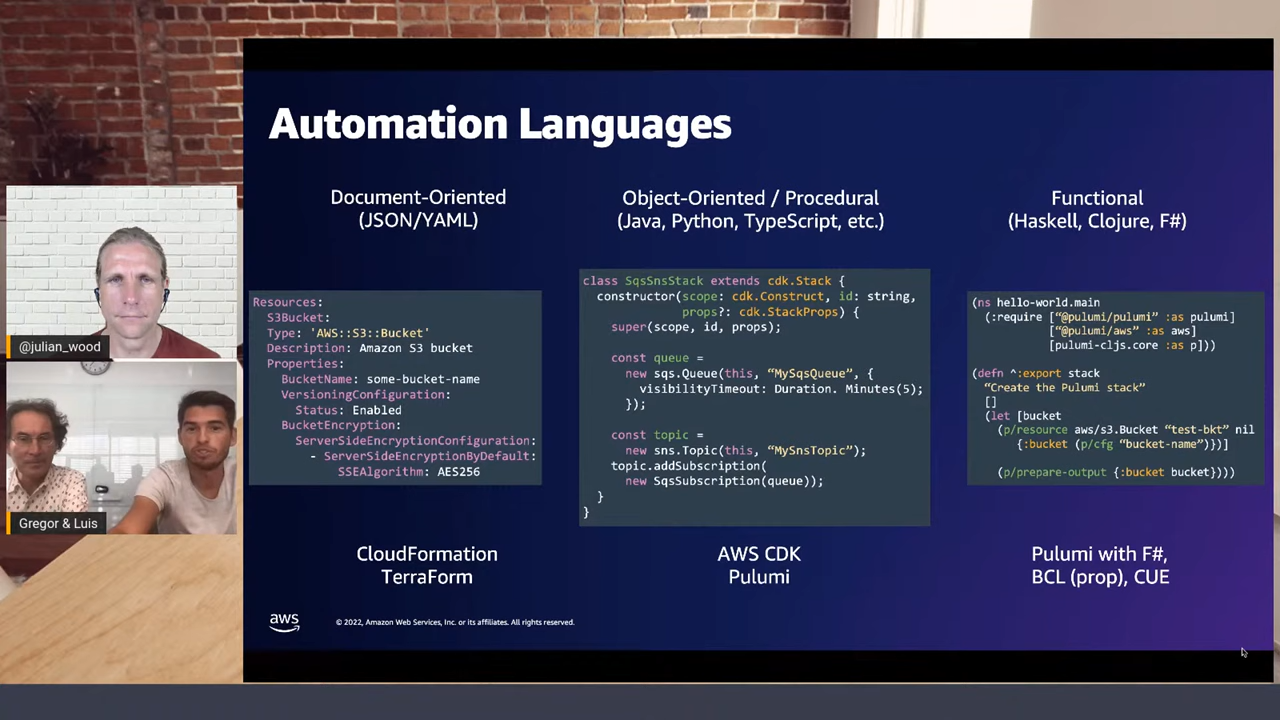 Automation Languages
Document-Oriented
(JSON/YAML)
Resources:
S3Bucket:
Type: 'AWS::S3::Bucket'
Description: Amazon S3 bucket
Properties:
BucketName: some-bucket-name
VersioningConfiguration:
Status: Enabled
BucketEncryption:
ServerSideEncryptionConfiguration:
- ServerSideEncryptionByDefault:
SSEAlgorithm: AES256
CloudFormation
TerraForm
Object-Oriented / Procedural
(Java, Python, TypeScript, etc.)
class SqsSnsStack extends cdk.Stack {
constructor(scope: cdk.Construct, id: string,
props?: cdk.StackProps) {
super(scope, id, props);
const queue =
new sqs.Queue(this, “MySqsQueue”, {
visibilityTimeout: Duration. Minutes(5);
});
const topic =
new sns.Topic(this, “MySnsTopic”);
topic.addSubscription(
new SqsSubscription(queue));
}
}
AWS CDK
Pulumi
Functional
(Haskell, Clojure, F#)
(ns hello-world.main
(:require [“@pulumi/pulumi” :as pulumi]
[“@pulumi/aws” :as aws]
[pulumi-cljs.core :as p]))
(defn ^:export stack
“Create the Pulumi stack”
[]
(let [bucket
(p/resource aws/s3.Bucket “test-bkt” nil
{:bucket (p/cfg “bucket-name”)})]
(p/prepare-output {:bucket bucket})))
Pulumi with F#,
BCL (prop), CUE
@julian_wood
Gregor & Luis
aws
© 2022, Amazon Web Services, Inc. or its affiliates. All rights reserved.